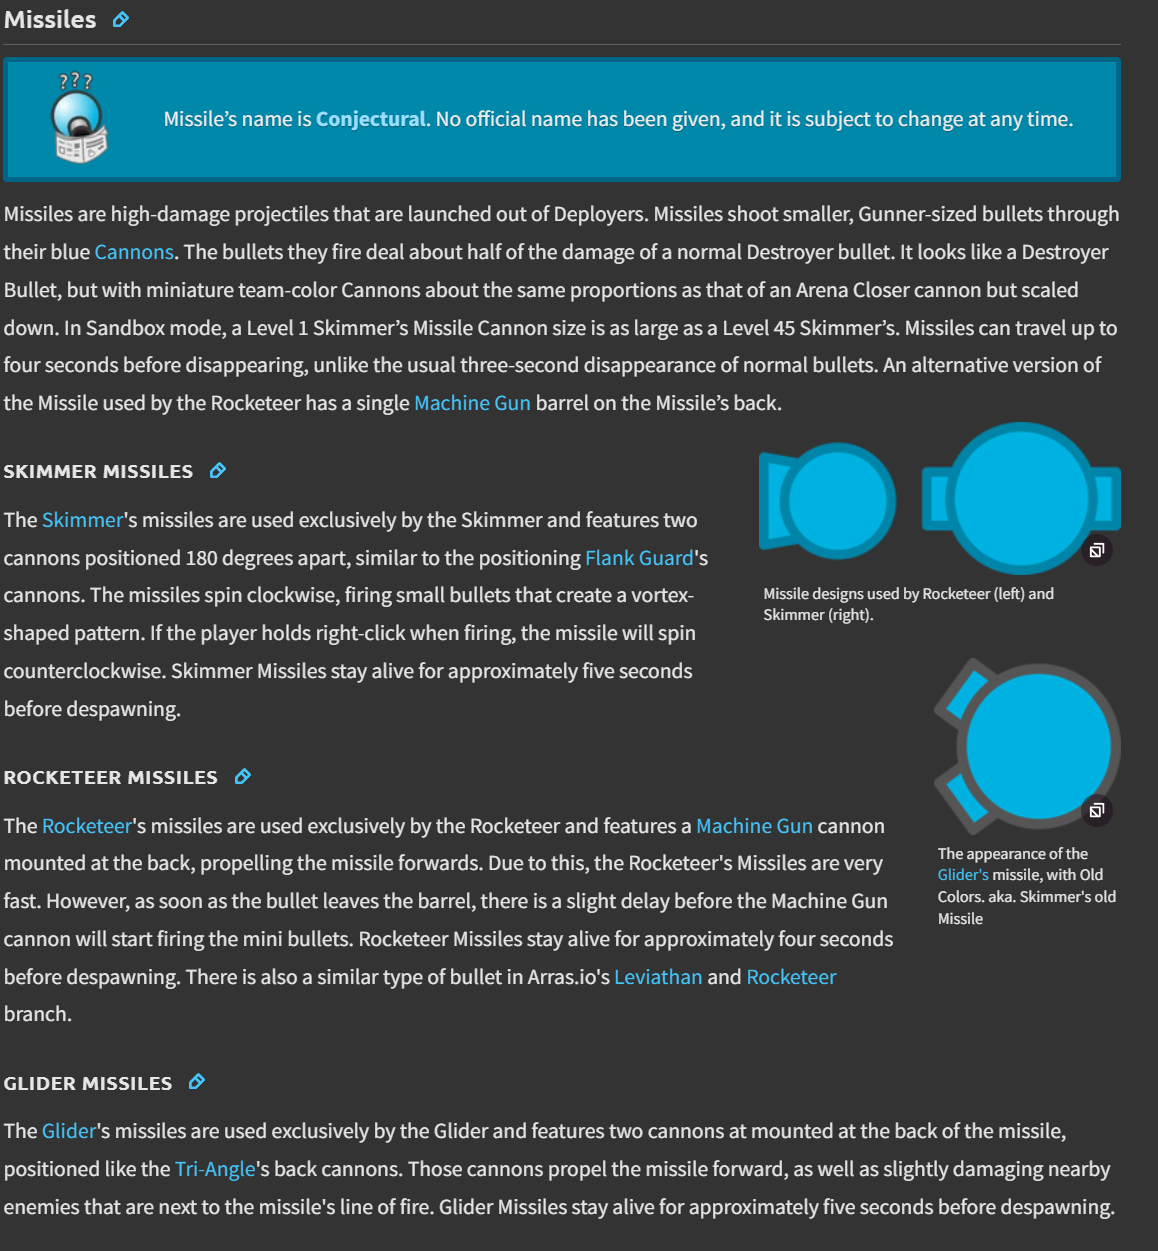 Missiles
???
Missile's name is Conjectural. No official name has been given, and it is subject to change at any time.
Missiles are high-damage projectiles that are launched out of Deployers. Missiles shoot smaller, Gunner-sized bullets through
their blue Cannons. The bullets they fire deal about half of the damage of a normal Destroyer bullet. It looks like a Destroyer
Bullet, but with miniature team-color Cannons about the same proportions as that of an Arena Closer cannon but scaled
down. In Sandbox mode, a Level 1 Skimmer's Missile Cannon size is as large as a Level 45 Skimmer's. Missiles can travel up to
four seconds before disappearing, unlike the usual three-second disappearance of normal bullets. An alternative version of
the Missile used by the Rocketeer has a single Machine Gun barrel on the Missile's back.
SKIMMER MISSILES
The Skimmer's missiles are used exclusively by the Skimmer and features two
cannons positioned 180 degrees apart, similar to the positioning Flank Guard's
cannons. The missiles spin clockwise, firing small bullets that create a vortex-
shaped pattern. If the player holds right-click when firing, the missile will spin
counterclockwise. Skimmer Missiles stay alive for approximately five seconds
before despawning.
Missile designs used by Rocketeer (left) and
Skimmer (right).
ROCKETEER MISSILES
The Rocketeer's missiles are used exclusively by the Rocketeer and features a Machine Gun cannon
mounted at the back, propelling the missile forwards. Due to this, the Rocketeer's Missiles are very
fast. However, as soon as the bullet leaves the barrel, there is a slight delay before the Machine Gun
cannon will start firing the mini bullets. Rocketeer Missiles stay alive for approximately four seconds
before despawning. There is also a similar type of bullet in Arras.io's Leviathan and Rocketeer
branch.
The appearance of the
Glider's missile, with Old
Colors. aka. Skimmer's old
Missile
GLIDER MISSILES
The Glider's missiles are used exclusively by the Glider and features two cannons at mounted at the back of the missile,
positioned like the Tri-Angle's back cannons. Those cannons propel the missile forward, as well as slightly damaging nearby
enemies that are next to the missile's line of fire. Glider Missiles stay alive for approximately five seconds before despawning.